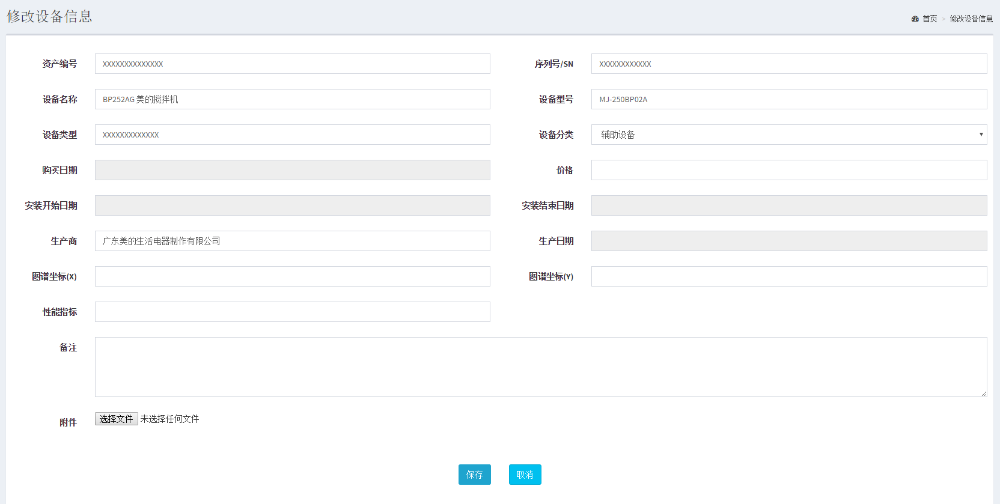 修改设备信息
首页 > 修改设备信息
资产编号 XXXXXXXXXXXXXX 序列号/SN XXXXXXXXXXXX
设备名称 BP252AG 美的搅拌机 设备型号 MJ-250BP02A
设备类型 XXXXXXXXXXXXX 设备分类 辅助设备
购买日期 价格
安装开始日期 安装结束日期
生产商 广东美的生活电器制作有限公司 生产日期
图谱坐标(X) 图谱坐标(Y)
性能指标
备注
附件 选择文件 未选择任何文件
保存 取消